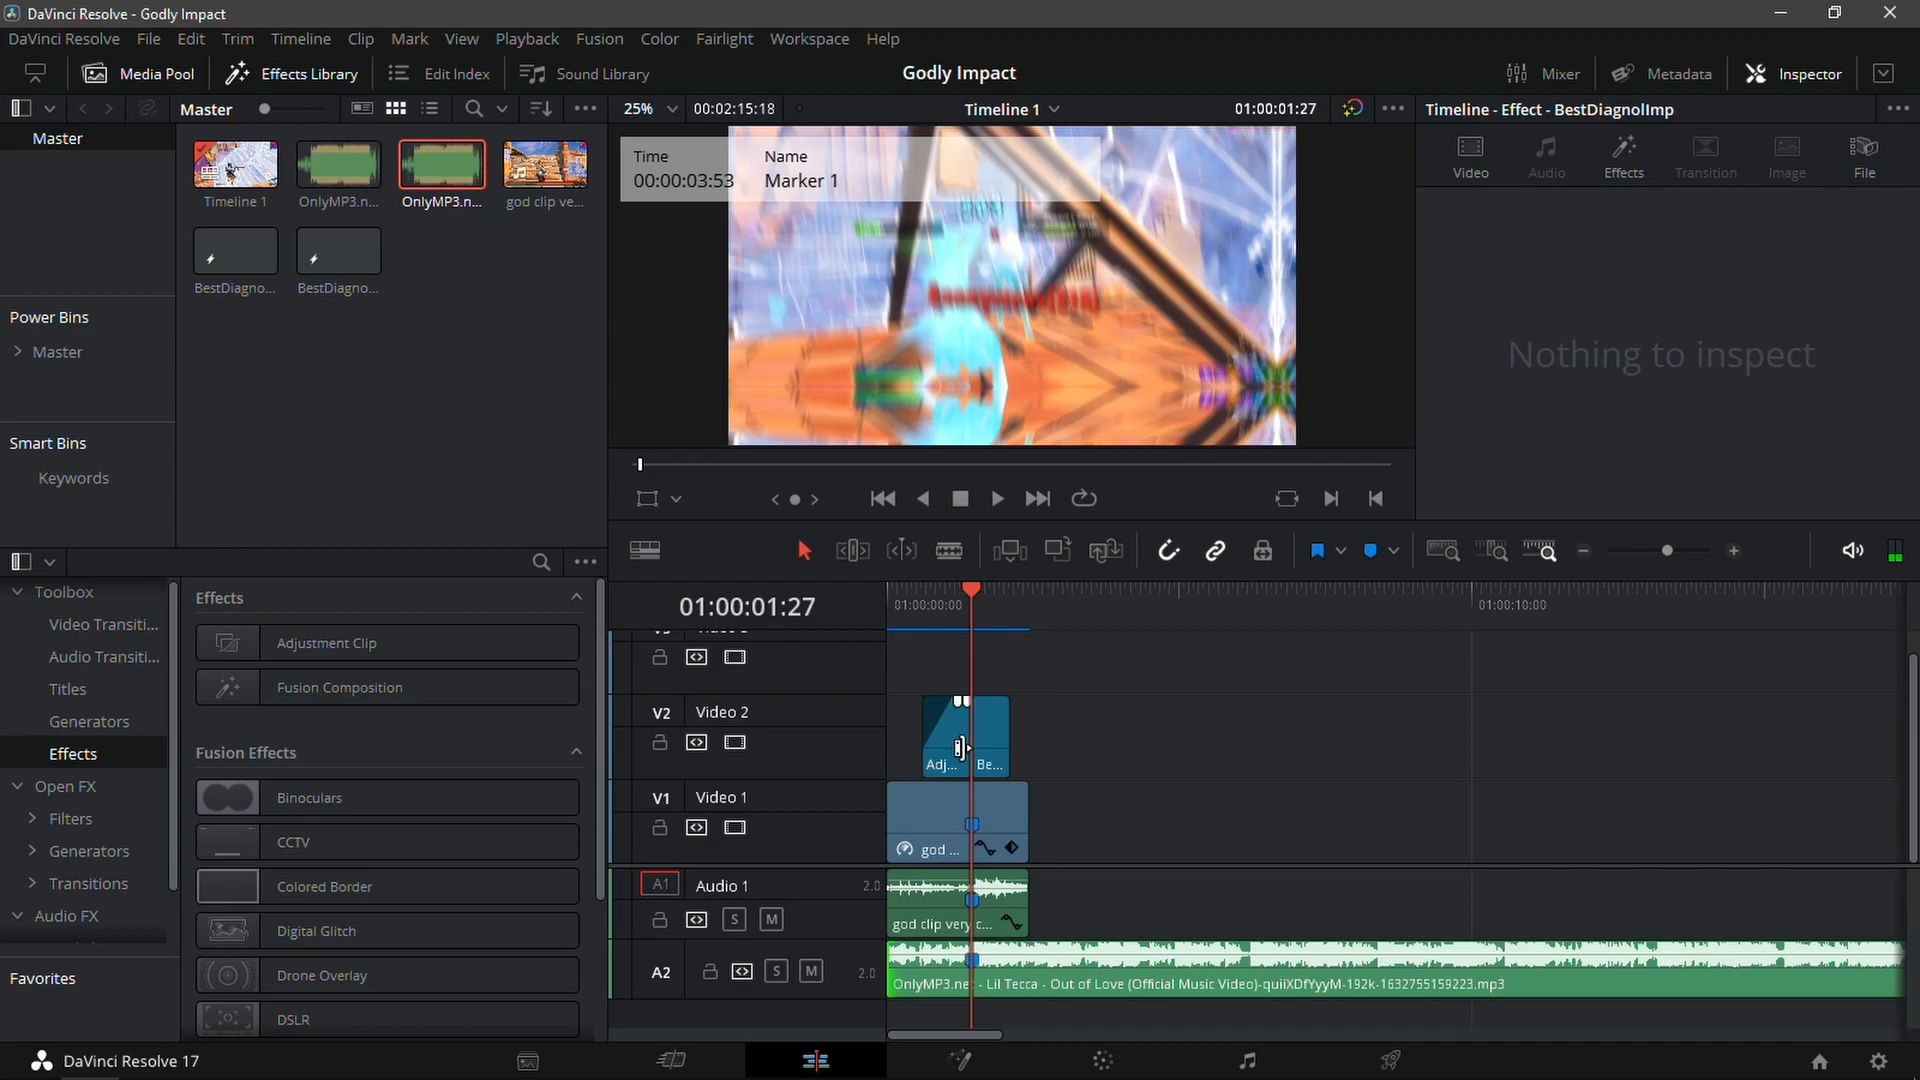 DaVinci Resolve - Godly Impact
DaVinci Resolve File Edit Trim Timeline Clip Mark View Playback Fusion Color Fairlight Workspace Help
Media Pool Effects Library Edit Index Sound Library Godly Impact Mixer Metadata Inspector
Master 25% 00:02:15:18 Timeline 1 01:00:01:27 Timeline - Effect - BestDiagnolImp
Master
Timeline 1 OnlyMP3.n... OnlyMP3.n... god clip ve...
BestDiagno... BestDiagno...
Power Bins
Master
Smart Bins
Keywords
Time Name
00:00:03:53 Marker 1
Video Audio Effects Transition Image File
Nothing to inspect
Toolbox
Video Transiti...
Audio Transiti...
Titles
Generators
Effects
Open FX
Filters
Generators
Transitions
Audio FX
Favorites
Effects
Adjustment Clip
Fusion Composition
Fusion Effects
Binoculars
CCTV
Colored Border
Digital Glitch
Drone Overlay
DSLR
01:00:01:27 01:00:00:00 01:00:10:00
V2 Video 2
Adj... Be...
V1 Video 1
god ...
A1 Audio 1 2.0
S M
god clip very c...
A2 S M 2.0
OnlyMP3.ne - Lil Tecca - Out of Love (Official Music Video)-quiiXDfYyyM-192k-1632755159223.mp3
DaVinci Resolve 17